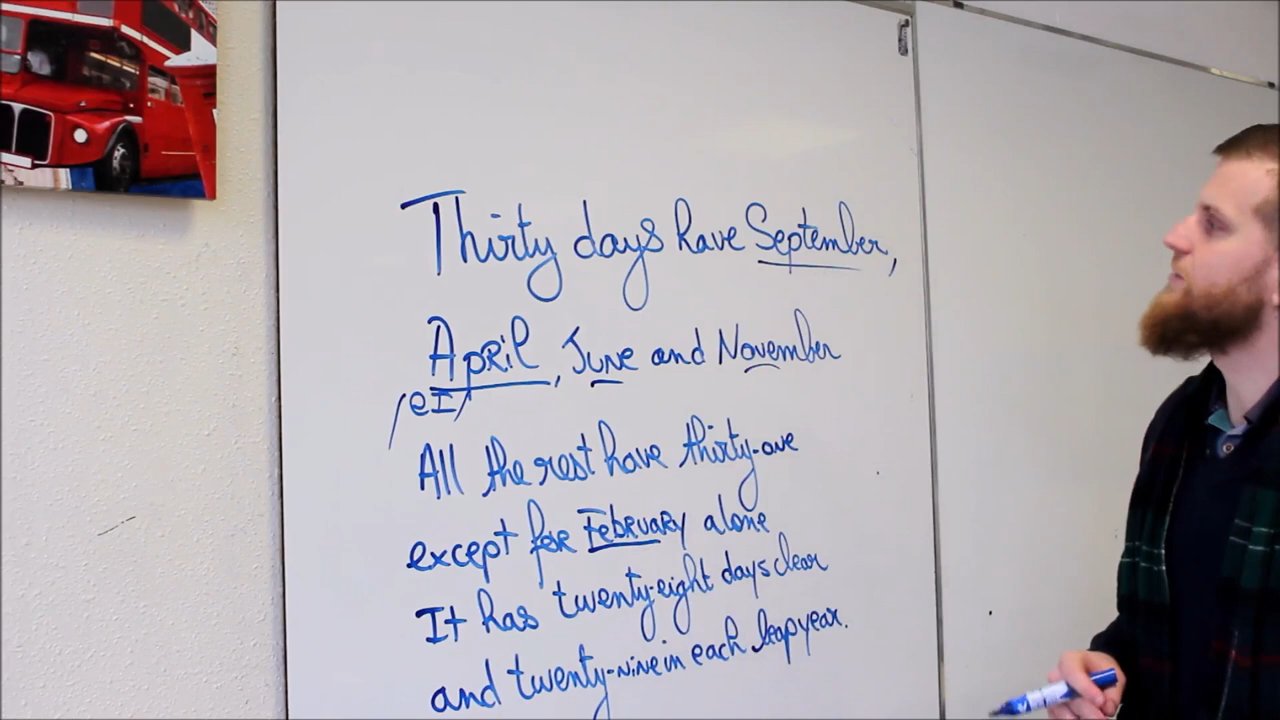 Thirty days have September,
April, June and November
/eI/
All the rest have thirty-one
except for February alone
It has twenty-eight days clear
and twenty-nine in each leap year.